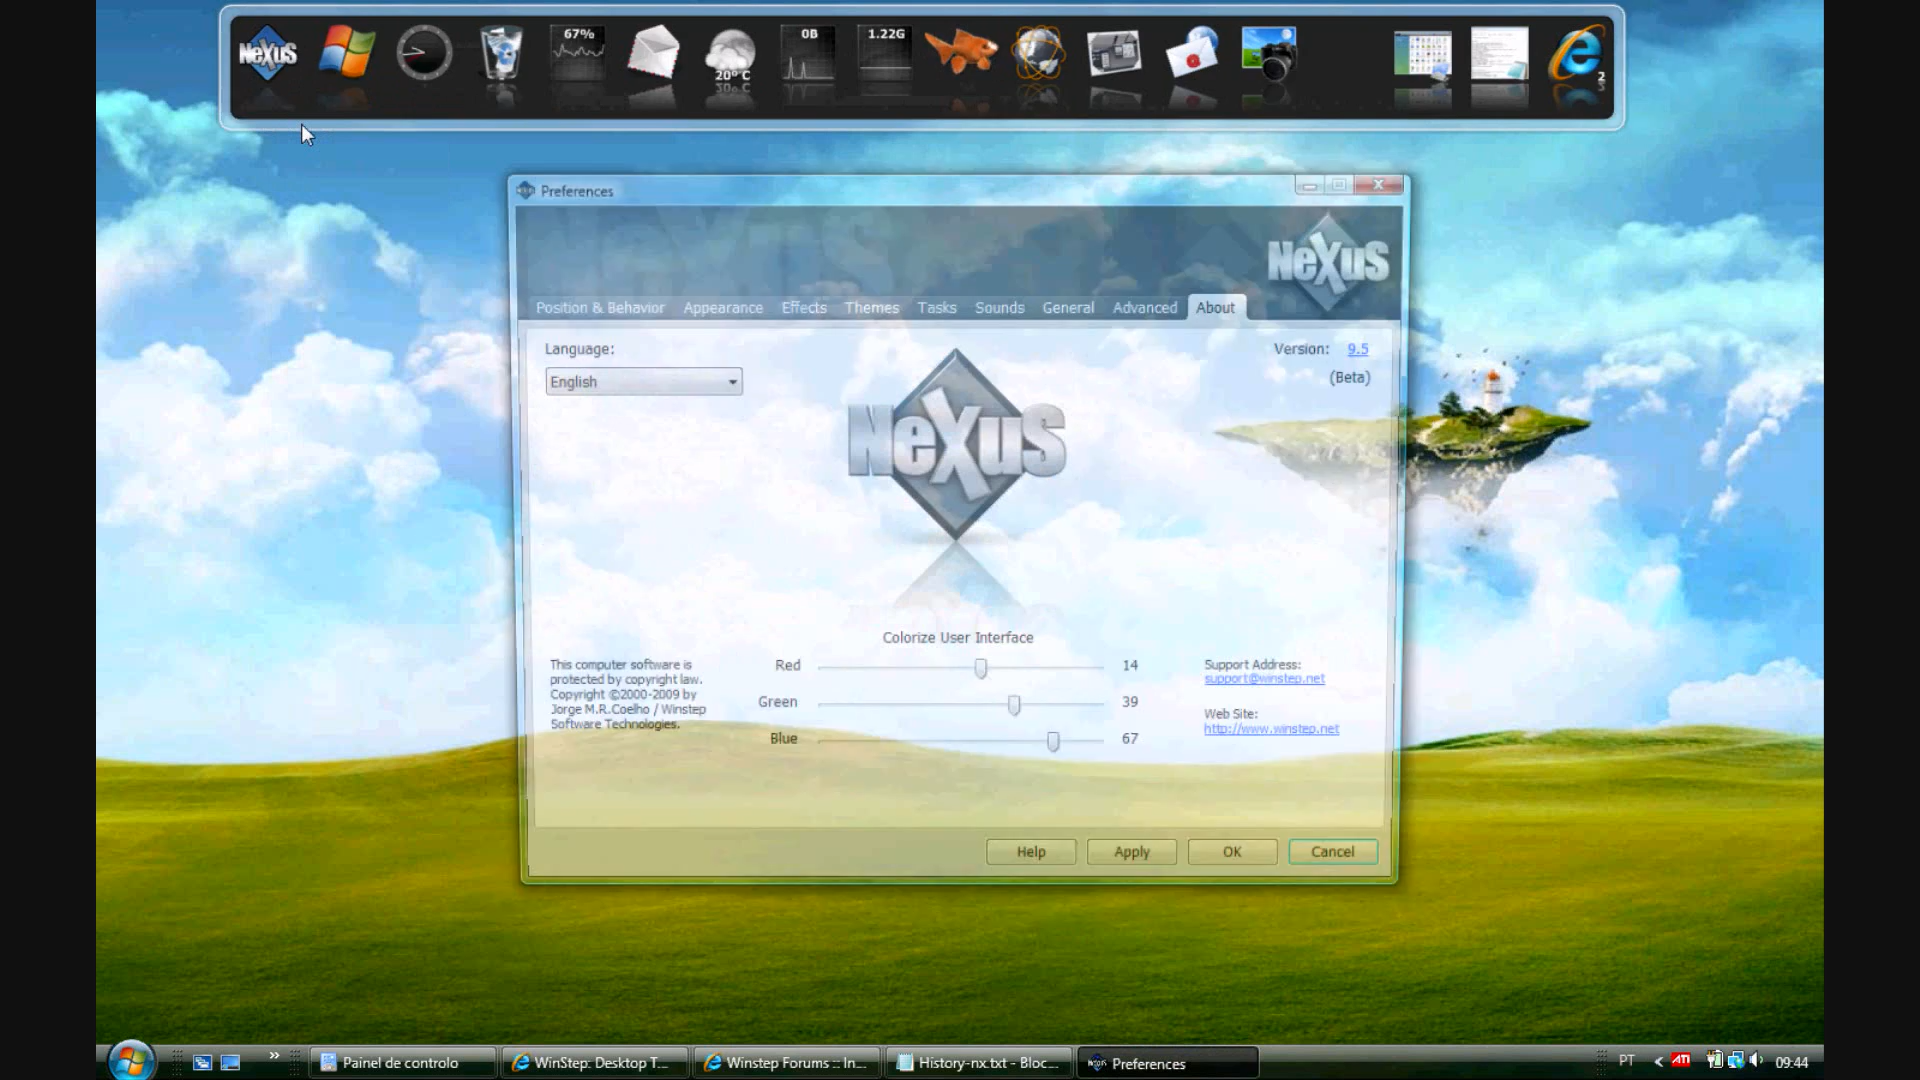 NeXuS
67%
20º C
0B
1.22G
2
Preferences
NeXuS
Position & Behavior Appearance Effects Themes Tasks Sounds General Advanced About
Language:
English
Version: 9.5
(Beta)
NeXuS
Colorize User Interface
Red 14
Green 39
Blue 67
This computer software is
protected by copyright law.
Copyright ©2000-2009 by
Jorge M.R.Coelho / Winstep
Software Technologies.
Support Address:
support@winstep.net
Web Site:
http://www.winstep.net
Help Apply OK Cancel
Painel de controlo
WinStep: Desktop T...
Winstep Forums :: In...
History-nx.txt - Bloc...
Preferences
PT
ATI
09:44